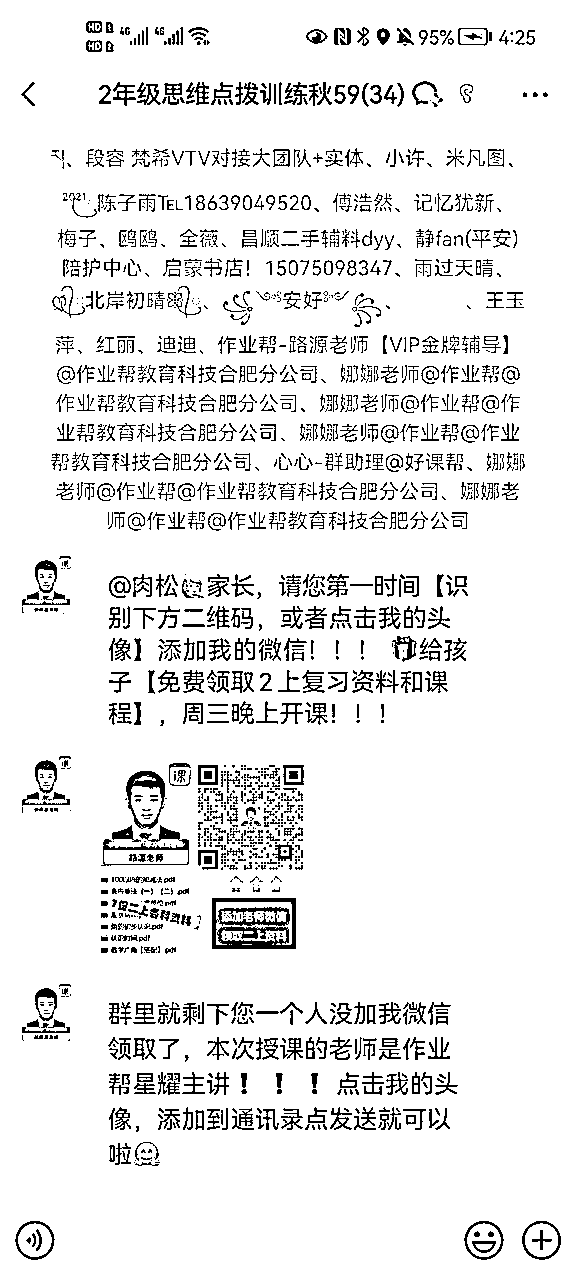 95% 4:25
2年级思维点拨训练秋59(34)
、段容 梵希VTV对接大团队+实体、小许、米凡图、
2021陈子雨TEL18639049520、傅浩然、记忆犹新、
梅子、鸥鸥、全薇、昌顺二手辅料dyy、静fan(平安)
陪护中心、启蒙书店！15075098347、雨过天晴、
北岸初晴、安好、、王玉
萍、红丽、迪迪、作业帮-路源老师【VIP金牌辅导】
@作业帮教育科技合肥分公司、娜娜老师@作业帮@
作业帮教育科技合肥分公司、娜娜老师@作业帮@作
业帮教育科技合肥分公司、娜娜老师@作业帮@作业
帮教育科技合肥分公司、心心-群助理@好课帮、娜娜
老师@作业帮@作业帮教育科技合肥分公司、娜娜老
师@作业帮@作业帮教育科技合肥分公司
@肉松家长，请您第一时间【识
别下方二维码，或者点击我的头
像】添加我的微信！！！ 🎁给孩
子【免费领取2上复习资料和课
程】，周三晚上开课！！！
课
路源老师
添加老师微信
领取二上资料
群里就剩下您一个人没加我微信
领取了，本次授课的老师是作业
帮星耀主讲❗❗❗点击我的头
像，添加到通讯录点发送就可以
啦🤗